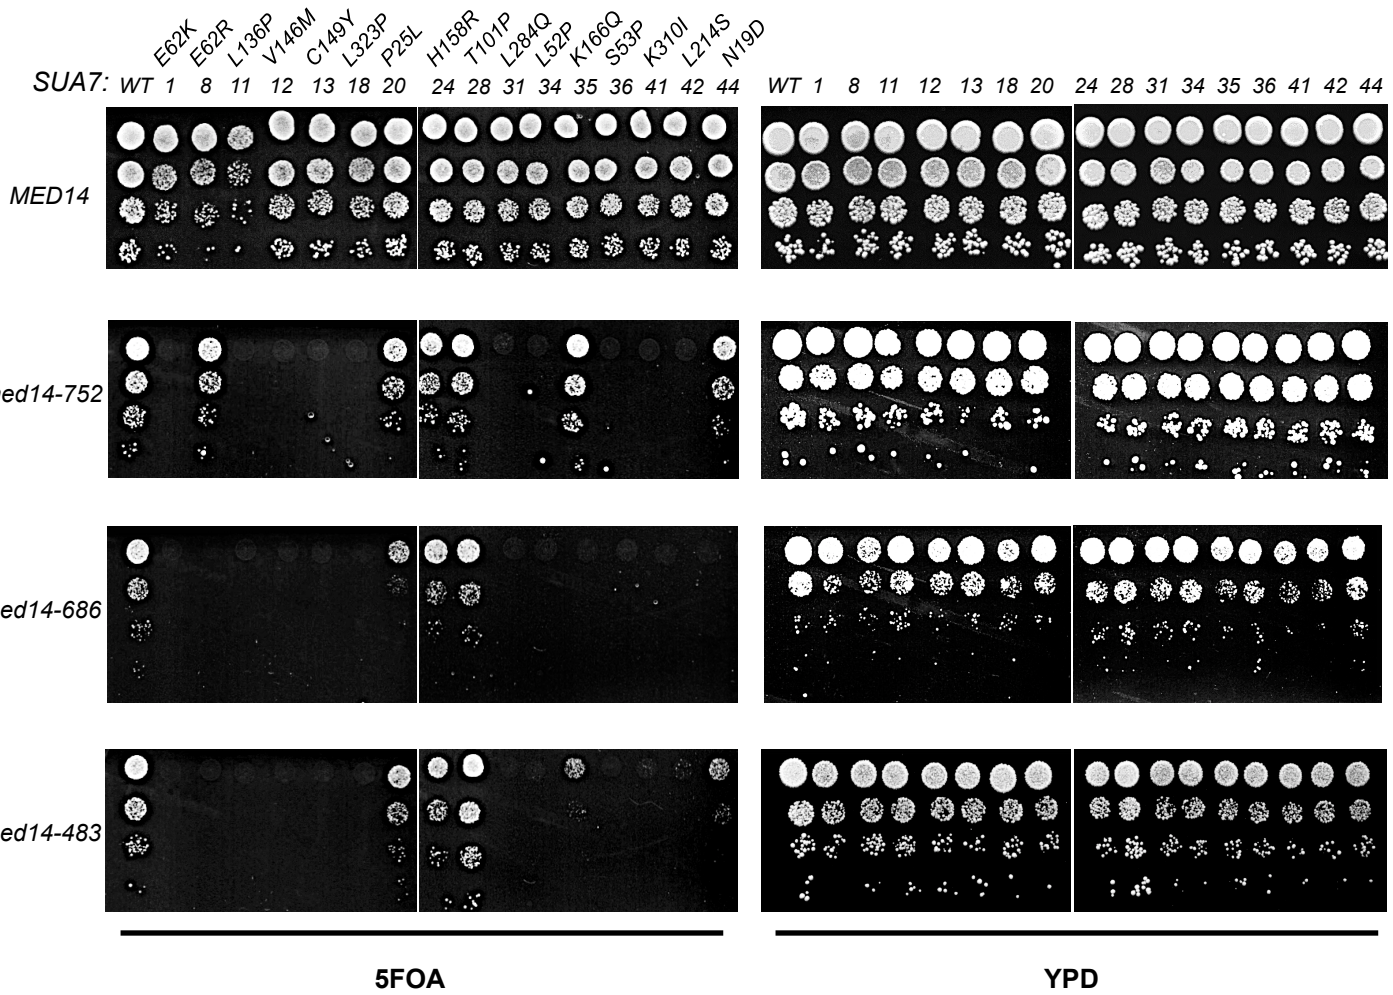 E62K E62R L136P V146M C149Y L323P P25L H158R T101P L284Q L52P K166Q S53P K310I L214S N19D
SUA7: WT 1 8 11 12 13 18 20 24 28 31 34 35 36 41 42 44 WT 1 8 11 12 13 18 20 24 28 31 34 35 36 41 42 44
MED14
ed14-752
ed14-686
ed14-483
5FOA YPD